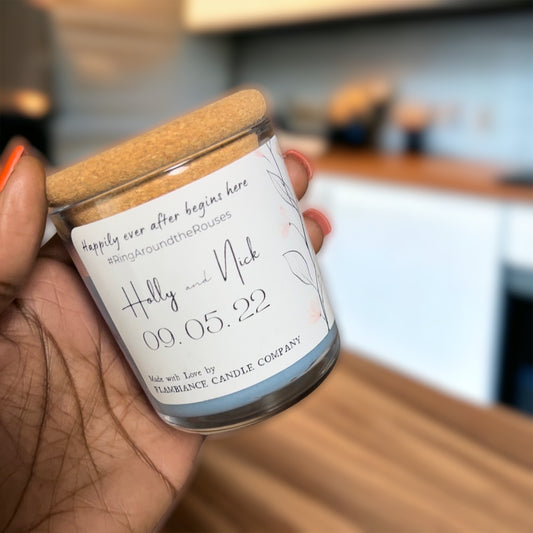 Happily ever after begins here
#RingAroundtheRouses
Holly and Nick
09.05.22
Made with Love by
FLAMBIANCE CANDLE COMPANY